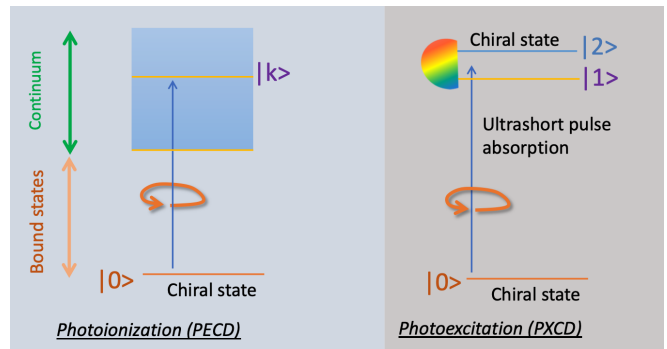 Continuum
Bound states
|k>
|0>
Chiral state
Photoionization (PECD)
Chiral state
|2>
|1>
Ultrashort pulse
absorption
|0>
Chiral state
Photoexcitation (PXCD)